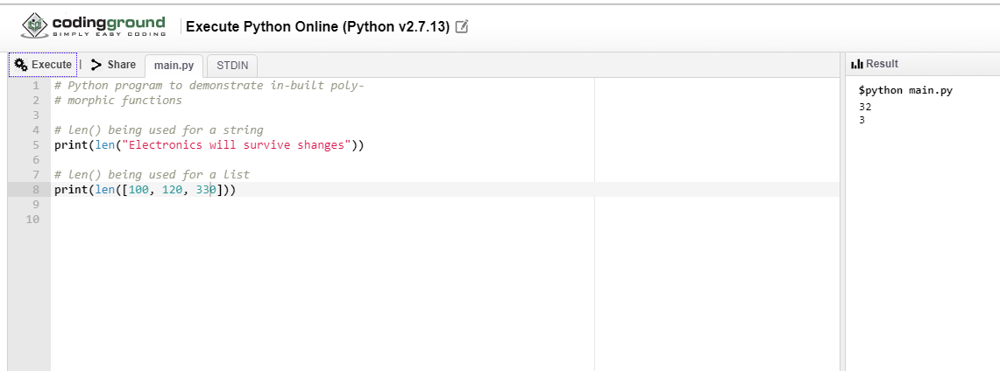 codingground
SIMPLY EASY CODING
Execute Python Online (Python v2.7.13)
Execute | Share main.py STDIN
Result
1 # Python program to demonstrate in-built poly-
2 # morphic functions
3
4 # len() being used for a string
5 print(len("Electronics will survive shanges"))
6
7 # len() being used for a list
8 print(len([100, 120, 330]))
9
10
$python main.py
32
3